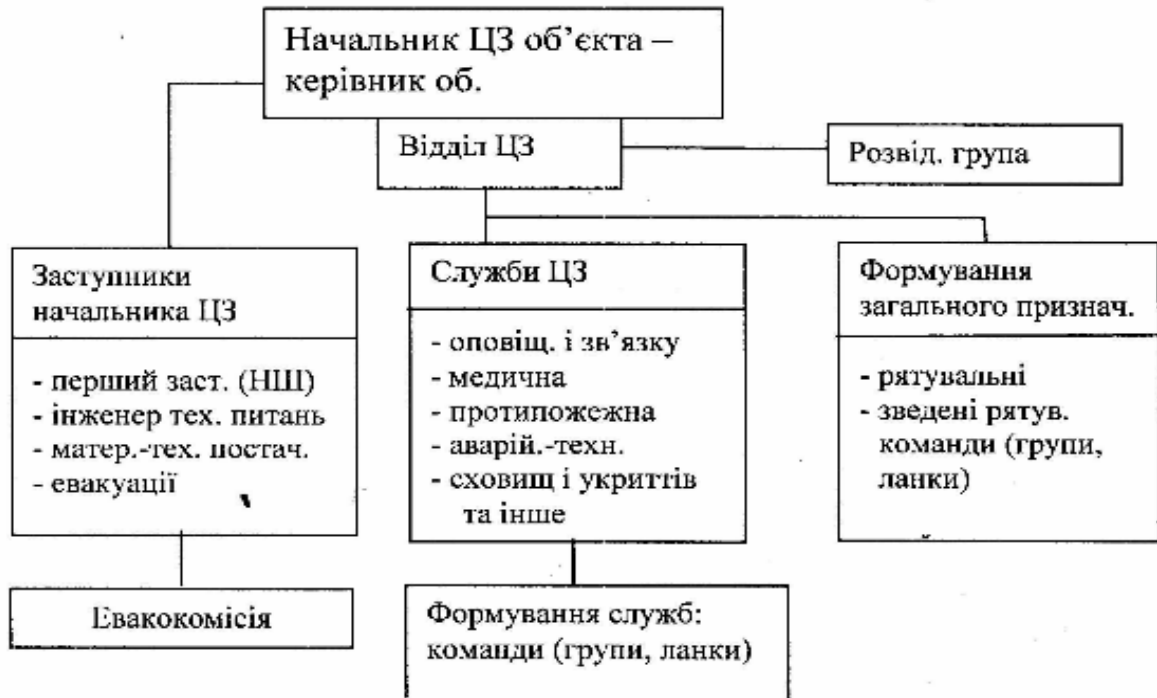 Начальник ЦЗ об’єкта –
керівник об.
Відділ ЦЗ
Розвід. група
Заступники
начальника ЦЗ
- перший заст. (НШ)
- інженер тех. питань
- матер.-тех. постач.
- евакуації
Евакокомісія
Служби ЦЗ
- оповіщ. і зв’язку
- медична
- протипожежна
- аварій.-техн.
- сховищ і укриттів
та інше
Формування служб:
команди (групи, ланки)
Формування
загального признач.
- рятувальні
- зведені рятув.
команди (групи,
ланки)